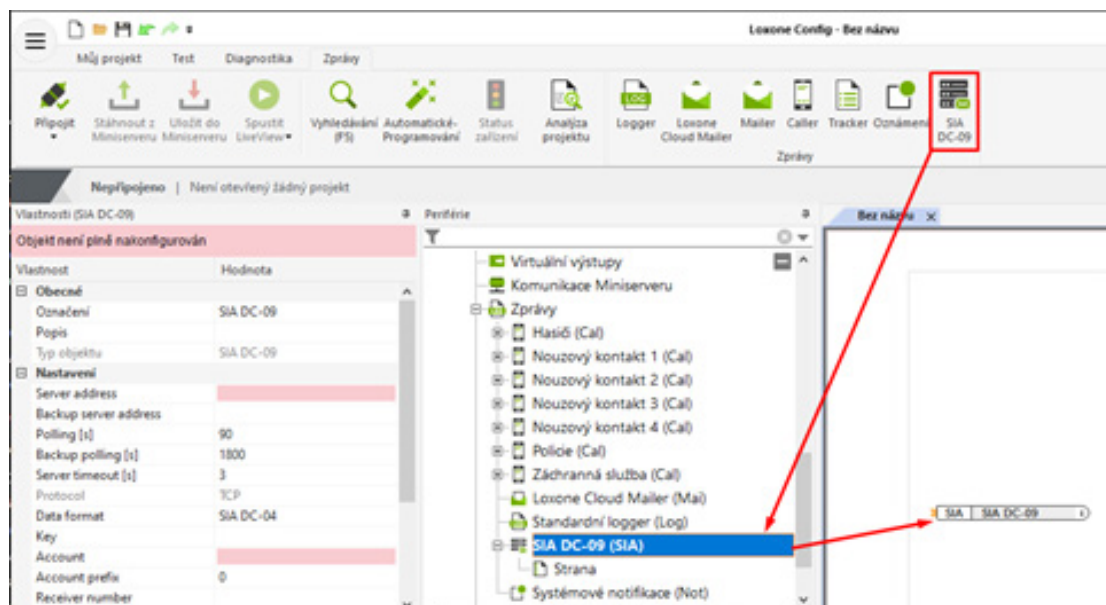 Loxone Config - Bez názvu
Můj projekt Test Diagnostika Zprávy
Připojit
Stáhnout z Miniserveru
Uložit do Miniserveru
Spustit LiveView
Vyhledávání (F5)
Automatické- Programování
Status zařízení
Analýza projektu
Logger
Loxone Cloud Mailer
Mailer
Caller
Tracker
Oznámení
SIA DC-09
Zprávy
Nepřipojeno | Není otevřený žádný projekt
Vlastnosti (SIA DC-09)
Objekt není plně nakonfigurován
Vlastnost Hodnota
Obecné
Označení SIA DC-09
Popis
Typ objektu SIA DC-09
Nastavení
Server address
Backup server address
Polling [s] 90
Backup polling [s] 1800
Server timeout [s] 3
Protocol TCP
Data format SIA DC-04
Key
Account
Account prefix 0
Receiver number
Periférie
Virtuální výstupy
Komunikace Miniserveru
Zprávy
Hasiči (Cal)
Nouzový kontakt 1 (Cal)
Nouzový kontakt 2 (Cal)
Nouzový kontakt 3 (Cal)
Nouzový kontakt 4 (Cal)
Policie (Cal)
Záchranná služba (Cal)
Loxone Cloud Mailer (Mai)
Standardní logger (Log)
SIA DC-09 (SIA)
Strana
Systémové notifikace (Not)
Bez názvu
SIA SIA DC-09